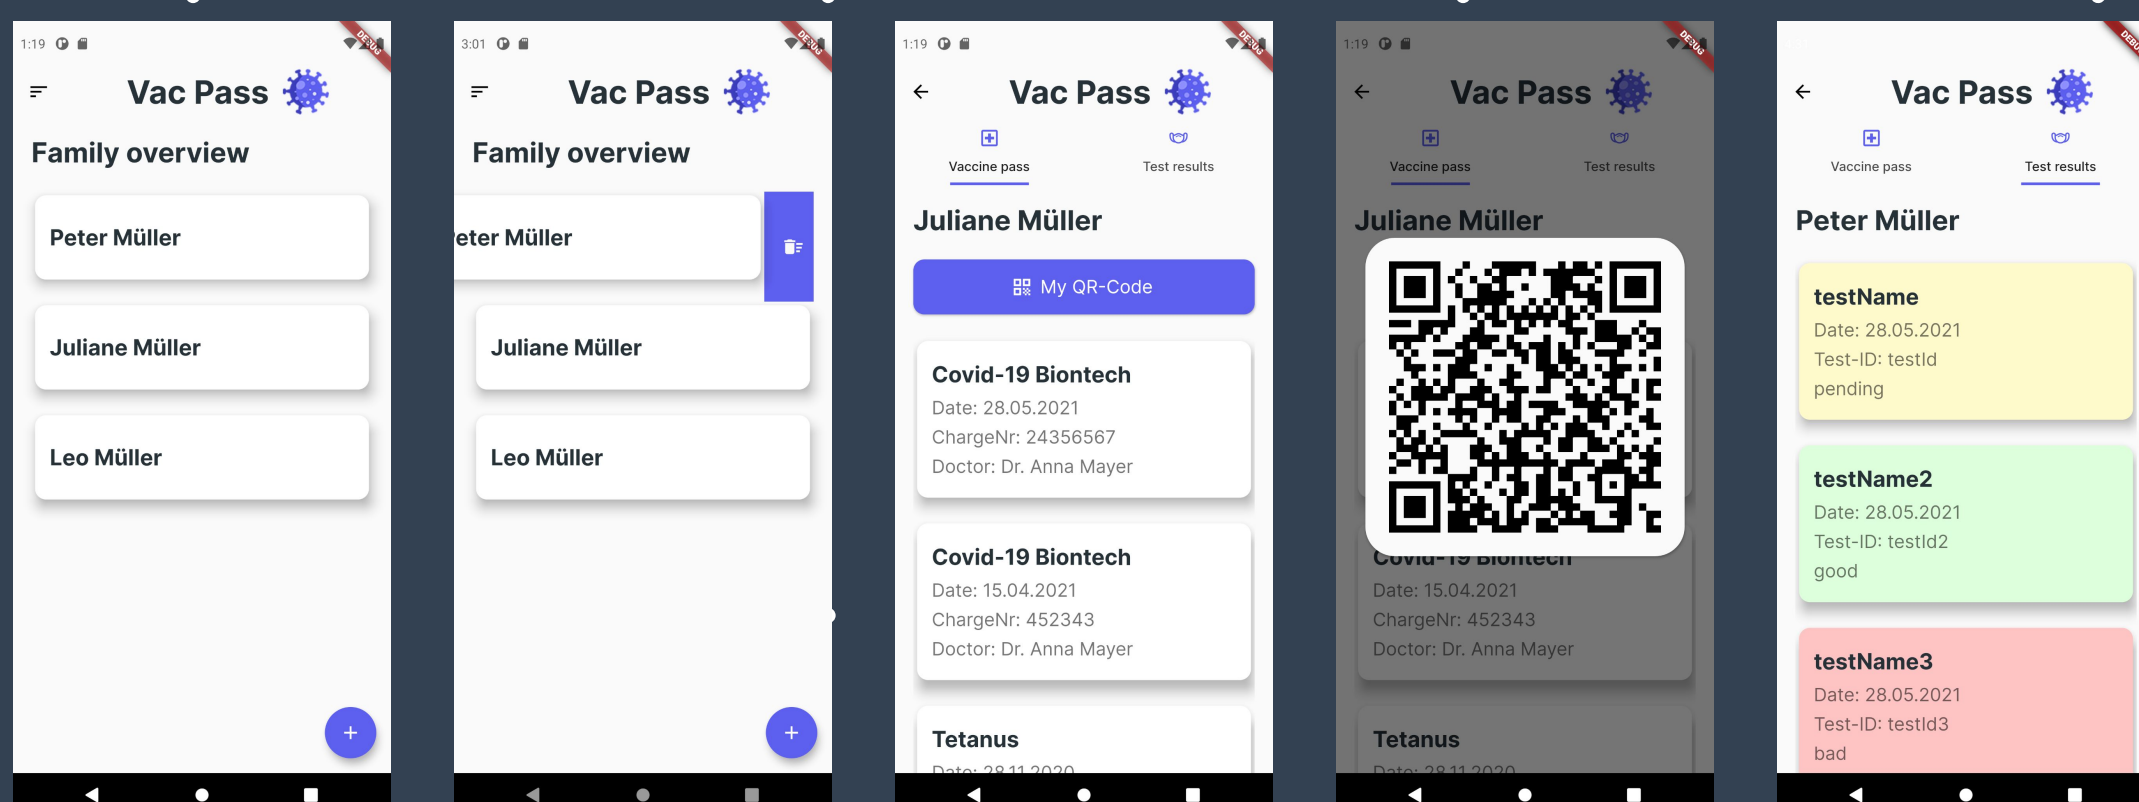 1:19
DEBUG
Vac Pass
Family overview
Peter Müller
Juliane Müller
Leo Müller
+
3:01
DEBUG
Vac Pass
Family overview
eter Müller
Juliane Müller
Leo Müller
+
1:19
DEBUG
Vac Pass
Vaccine pass Test results
Juliane Müller
My QR-Code
Covid-19 Biontech
Date: 28.05.2021
ChargeNr: 24356567
Doctor: Dr. Anna Mayer
Covid-19 Biontech
Date: 15.04.2021
ChargeNr: 452343
Doctor: Dr. Anna Mayer
Tetanus
Date: 28.11.2020
1:19
DEBUG
Vac Pass
Vaccine pass Test results
Juliane Müller
Covid-19 Biontech
Date: 15.04.2021
ChargeNr: 452343
Doctor: Dr. Anna Mayer
Tetanus
Date: 28.11.2020
DEBU
Vac Pass
Vaccine pass Test results
Peter Müller
testName
Date: 28.05.2021
Test-ID: testId
pending
testName2
Date: 28.05.2021
Test-ID: testId2
good
testName3
Date: 28.05.2021
Test-ID: testId3
bad